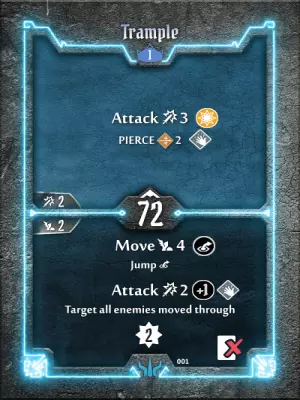 Trample
1
Attack 3
PIERCE 2
2
72
2
Move 4
Jump
Attack 2 +1
Target all enemies moved through
2
001